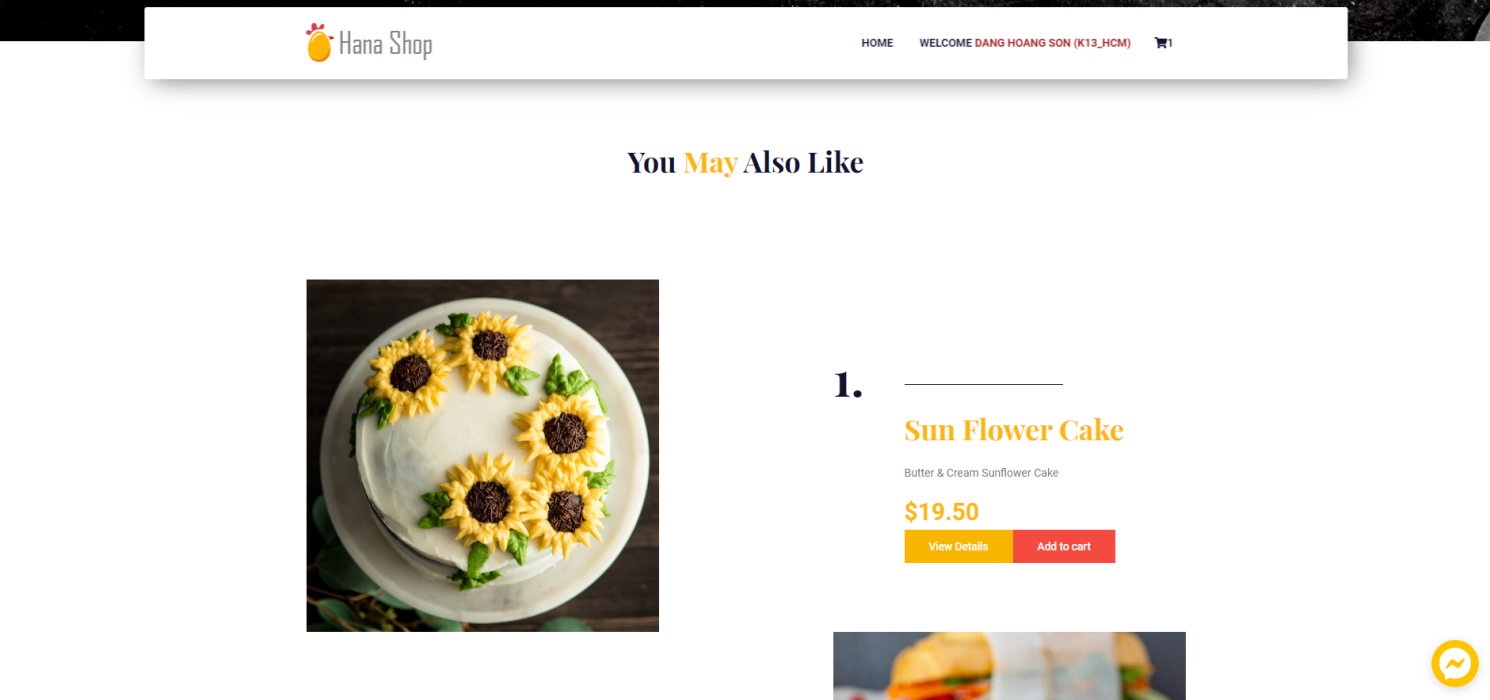 Hana Shop
HOME WELCOME DANG HOANG SON (K13_HCM) 1
You May Also Like
1.
Sun Flower Cake
Butter & Cream Sunflower Cake
$19.50
View Details Add to cart